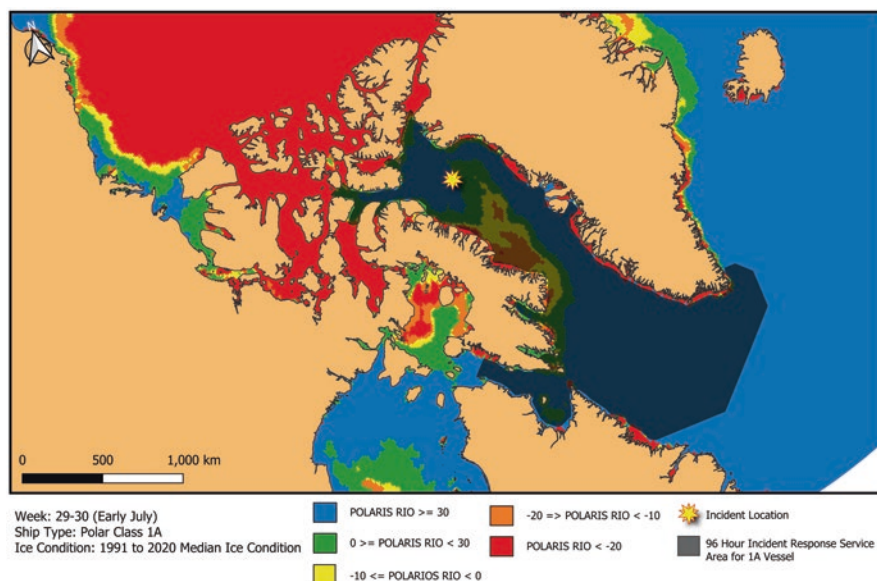 N
0 500 1,000 km
Week: 29-30 (Early July)
Ship Type: Polar Class 1A
Ice Condition: 1991 to 2020 Median Ice Condition
POLARIS RIO >= 30
0 >= POLARIS RIO < 30
-10 <= POLARIOS RIO < 0
-20 => POLARIS RIO < -10
POLARIS RIO < -20
Incident Location
96 Hour Incident Response Service
Area for 1A Vessel